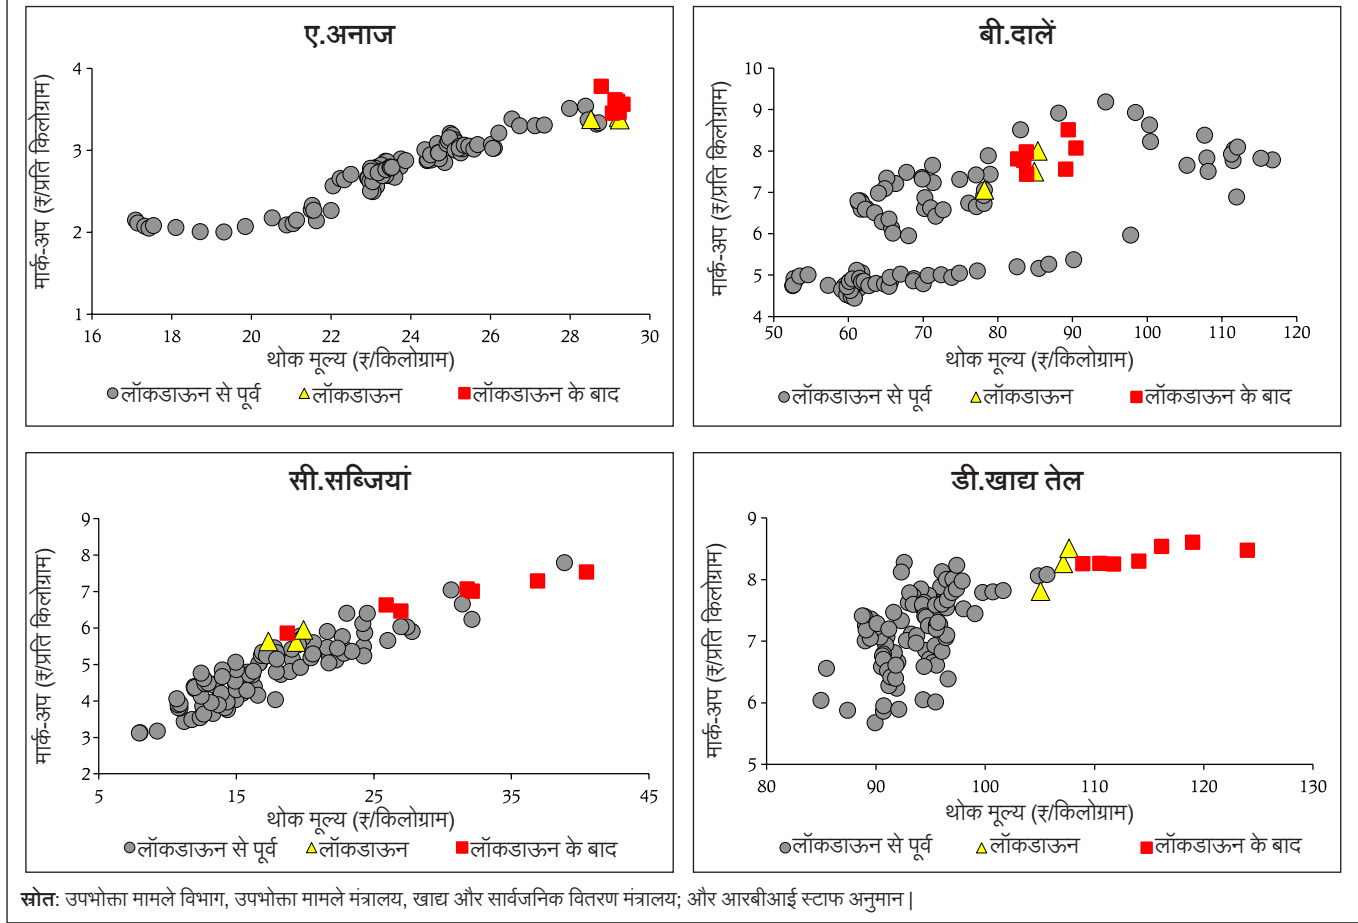 ए.अनाज
मार्क-अप (₹/प्रति किलोग्राम)
4
3
2
1
16 18 20 22 24 26 28 30
थोक मूल्य (₹/किलोग्राम)
लॉकडाऊन से पूर्व लॉकडाऊन लॉकडाऊन के बाद
बी.दालें
मार्क-अप (₹/प्रति किलोग्राम)
10
9
8
7
6
5
4
50 60 70 80 90 100 110 120
थोक मूल्य (₹/किलोग्राम)
लॉकडाऊन से पूर्व लॉकडाऊन लॉकडाऊन के बाद
सी.सब्जियां
मार्क-अप (₹/प्रति किलोग्राम)
9
8
7
6
5
4
3
2
5 15 25 35 45
थोक मूल्य (₹/किलोग्राम)
लॉकडाऊन से पूर्व लॉकडाऊन लॉकडाऊन के बाद
डी.खाद्य तेल
मार्क-अप (₹/प्रति किलोग्राम)
9
8
7
6
5
80 90 100 110 120 130
थोक मूल्य (₹/किलोग्राम)
लॉकडाऊन से पूर्व लॉकडाऊन लॉकडाऊन के बाद
स्रोत: उपभोक्ता मामले विभाग, उपभोक्ता मामले मंत्रालय, खाद्य और सार्वजनिक वितरण मंत्रालय; और आरबीआई स्टाफ अनुमान |